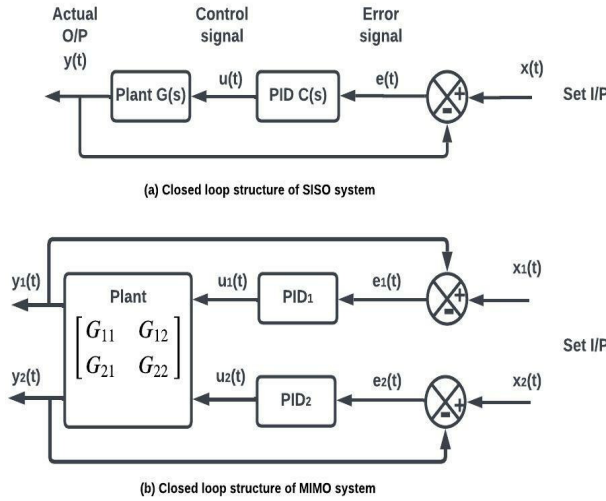 Actual
O/P
y(t)
Control
signal
Error
signal
Plant G(s)
u(t)
PID C(s)
e(t)
+
-
x(t)
Set I/P
(a) Closed loop structure of SISO system
y1(t)
Plant
u1(t)
PID1
e1(t)
+
-
x1(t)
G11 G12
G21 G22
Set I/P
y2(t)
u2(t)
PID2
e2(t)
+
-
x2(t)
(b) Closed loop structure of MIMO system